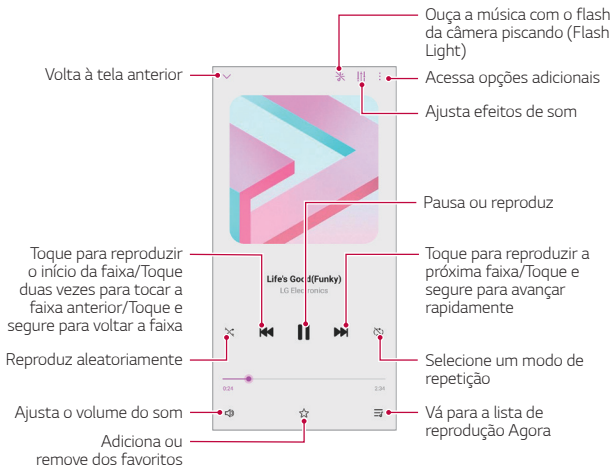 Ouça a música com o flash
da câmera piscando (Flash
Light)
Volta à tela anterior
Acessa opções adicionais
Ajusta efeitos de som
Pausa ou reproduz
Toque para reproduzir
o início da faixa/Toque
duas vezes para tocar a
faixa anterior/Toque e
segure para voltar a faixa
Life's Good(Funky)
LG Electronics
Toque para reproduzir a
próxima faixa/Toque e
segure para avançar
rapidamente
Reproduz aleatoriamente
Selecione um modo de
repetição
0:24
1:34
Ajusta o volume do som
Vá para a lista de
reprodução Agora
Adiciona ou
remove dos favoritos